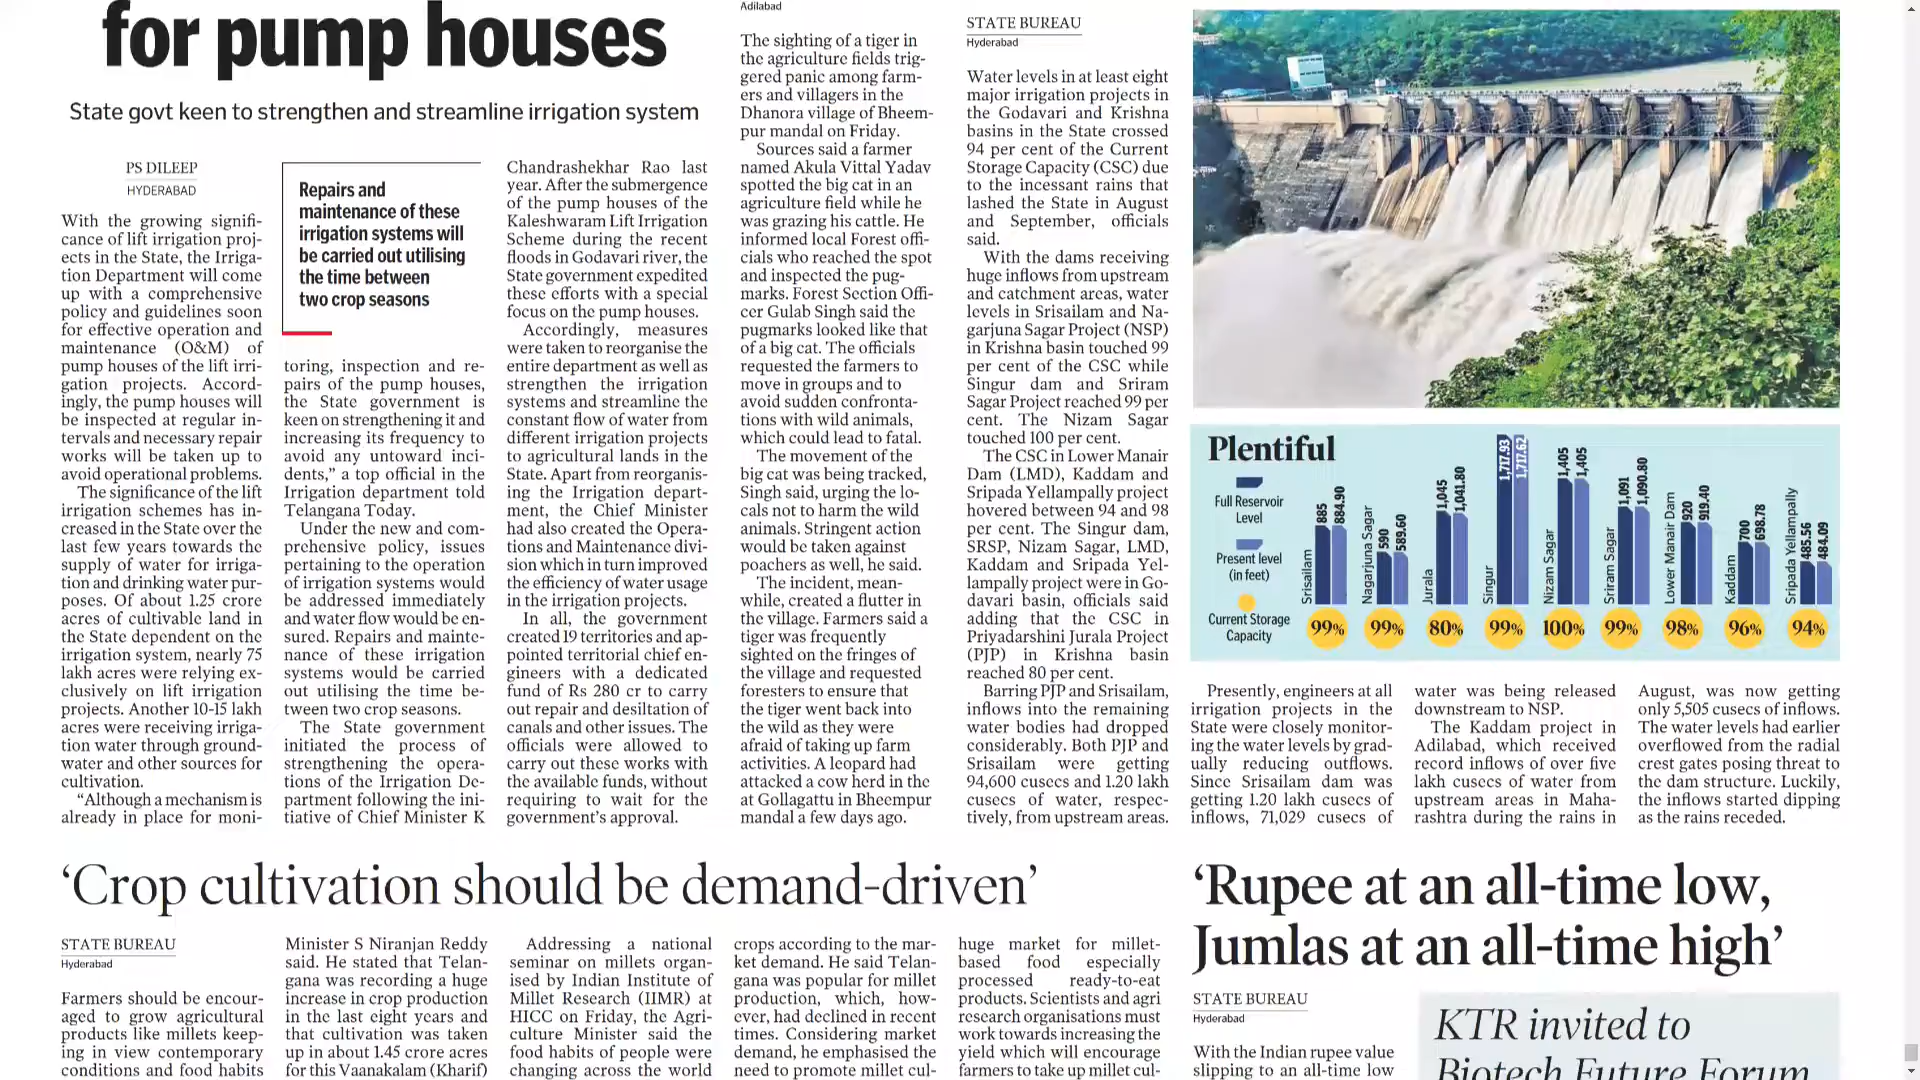 for pump houses
State govt keen to strengthen and streamline irrigation system
PS DILEEP
HYDERABAD
With the growing signifi-
cance of lift irrigation proj-
ects in the State, the Irriga-
tion Department will come
up with a comprehensive
policy and guidelines soon
for effective operation and
maintenance (O&M) of
pump houses of the lift irri-
gation projects. Accord-
ingly, the pump houses will
be inspected at regular in-
tervals and necessary repair
works will be taken up to
avoid operational problems.
The significance of the lift
irrigation schemes has in-
creased in the State over the
last few years towards the
supply of water for irriga-
tion and drinking water pur-
poses. Of about 1.25 crore
acres of cultivable land in
the State dependent on the
irrigation system, nearly 75
lakh acres were relying ex-
clusively on lift irrigation
projects. Another 10-15 lakh
acres were receiving irriga-
tion water through ground-
water and other sources for
cultivation.
“Although a mechanism is
already in place for moni-
Repairs and
maintenance of these
irrigation systems will
be carried out utilising
the time between
two crop seasons
toring, inspection and re-
pairs of the pump houses,
the State government is
keen on strengthening it and
increasing its frequency to
avoid any untoward inci-
dents,” a top official in the
Irrigation department told
Telangana Today.
Under the new and com-
prehensive policy, issues
pertaining to the operation
of irrigation systems would
be addressed immediately
and water flow would be en-
sured. Repairs and mainte-
nance of these irrigation
systems would be carried
out utilising the time be-
tween two crop seasons.
The State government
initiated the process of
strengthening the opera-
tions of the Irrigation De-
partment following the ini-
tiative of Chief Minister K
Chandrashekhar Rao last
year. After the submergence
of the pump houses of the
Kaleshwaram Lift Irrigation
Scheme during the recent
floods in Godavari river, the
State government expedited
these efforts with a special
focus on the pump houses.
Accordingly, measures
were taken to reorganise the
entire department as well as
strengthen the irrigation
systems and streamline the
constant flow of water from
different irrigation projects
to agricultural lands in the
State. Apart from reorganis-
ing the Irrigation depart-
ment, the Chief Minister
had also created the Opera-
tions and Maintenance divi-
sion which in turn improved
the efficiency of water usage
in the irrigation projects.
In all, the government
created 19 territories and ap-
pointed territorial chief en-
gineers with a dedicated
fund of Rs 280 cr to carry
out repair and desiltation of
canals and other issues. The
officials were allowed to
carry out these works with
the available funds, without
requiring to wait for the
government’s approval.
Adilabad
The sighting of a tiger in
the agriculture fields trig-
gered panic among farm-
ers and villagers in the
Dhanora village of Bheem-
pur mandal on Friday.
Sources said a farmer
named Akula Vittal Yadav
spotted the big cat in an
agriculture field while he
was grazing his cattle. He
informed local Forest offi-
cials who reached the spot
and inspected the pug-
marks. Forest Section Offi-
cer Gulab Singh said the
pugmarks looked like that
of a big cat. The officials
requested the farmers to
move in groups and to
avoid sudden confronta-
tions with wild animals,
which could lead to fatal.
The movement of the
big cat was being tracked,
Singh said, urging the lo-
cals not to harm the wild
animals. Stringent action
would be taken against
poachers as well, he said.
The incident, mean-
while, created a flutter in
the village. Farmers said a
tiger was frequently
sighted on the fringes of
the village and requested
foresters to ensure that
the tiger went back into
the wild as they were
afraid of taking up farm
activities. A leopard had
attacked a cow herd in the
at Gollagattu in Bheempur
mandal a few days ago.
STATE BUREAU
Hyderabad
Water levels in at least eight
major irrigation projects in
the Godavari and Krishna
basins in the State crossed
94 per cent of the Current
Storage Capacity (CSC) due
to the incessant rains that
lashed the State in August
and September, officials
said.
With the dams receiving
huge inflows from upstream
and catchment areas, water
levels in Srisailam and Na-
garjuna Sagar Project (NSP)
in Krishna basin touched 99
per cent of the CSC while
Singur dam and Sriram
Sagar Project reached 99 per
cent. The Nizam Sagar
touched 100 per cent.
The CSC in Lower Manair
Dam (LMD), Kaddam and
Sripada Yellampally project
hovered between 94 and 98
per cent. The Singur dam,
SRSP, Nizam Sagar, LMD,
Kaddam and Sripada Yel-
lampally project were in Go-
davari basin, officials said
adding that the CSC in
Priyadarshini Jurala Project
(PJP) in Krishna basin
reached 80 per cent.
Barring PJP and Srisailam,
inflows into the remaining
water bodies had dropped
considerably. Both PJP and
Srisailam were getting
94,600 cusecs and 1.20 lakh
cusecs of water, respec-
tively, from upstream areas.
Plentiful
Full Reservoir
Level
Present level
(in feet)
Current Storage
Capacity
Srisailam 885 884.90
Nagarjuna Sagar 590 589.60
Jurala 1,045 1,041.80
Singur 1,717.93 1,717.62
Nizam Sagar 1,405 1,405
Sriram Sagar 1,091 1,090.80
Lower Manair Dam 920 919.40
Kaddam 700 698.78
Sripada Yellampally 485.56 484.09
99% 99% 80% 99% 100% 99% 98% 96% 94%
Presently, engineers at all
irrigation projects in the
State were closely monitor-
ing the water levels by grad-
ually reducing outflows.
Since Srisailam dam was
getting 1.20 lakh cusecs of
inflows, 71,029 cusecs of
water was being released
downstream to NSP.
The Kaddam project in
Adilabad, which received
record inflows of over five
lakh cusecs of water from
upstream areas in Maha-
rashtra during the rains in
August, was now getting
only 5,505 cusecs of inflows.
The water levels had earlier
overflowed from the radial
crest gates posing threat to
the dam structure. Luckily,
the inflows started dipping
as the rains receded.
‘Crop cultivation should be demand-driven’
STATE BUREAU
Hyderabad
Farmers should be encour-
aged to grow agricultural
products like millets keep-
ing in view contemporary
conditions and food habits
Minister S Niranjan Reddy
said. He stated that Telan-
gana was recording a huge
increase in crop production
in the last eight years and
that cultivation was taken
up in about 1.45 crore acres
for this Vaanakalam (Kharif)
Addressing a national
seminar on millets organ-
ised by Indian Institute of
Millet Research (IIMR) at
HICC on Friday, the Agri-
culture Minister said the
food habits of people were
changing across the world
crops according to the mar-
ket demand. He said Telan-
gana was popular for millet
production, which, how-
ever, had declined in recent
times. Considering market
demand, he emphasised the
need to promote millet cul-
huge market for millet-
based food especially
processed ready-to-eat
products. Scientists and agri
research organisations must
work towards increasing the
yield which will encourage
farmers to take up millet cul-
‘Rupee at an all-time low,
Jumlas at an all-time high’
STATE BUREAU
Hyderabad
With the Indian rupee value
slipping to an all-time low
KTR invited to
Biotech Future Forum